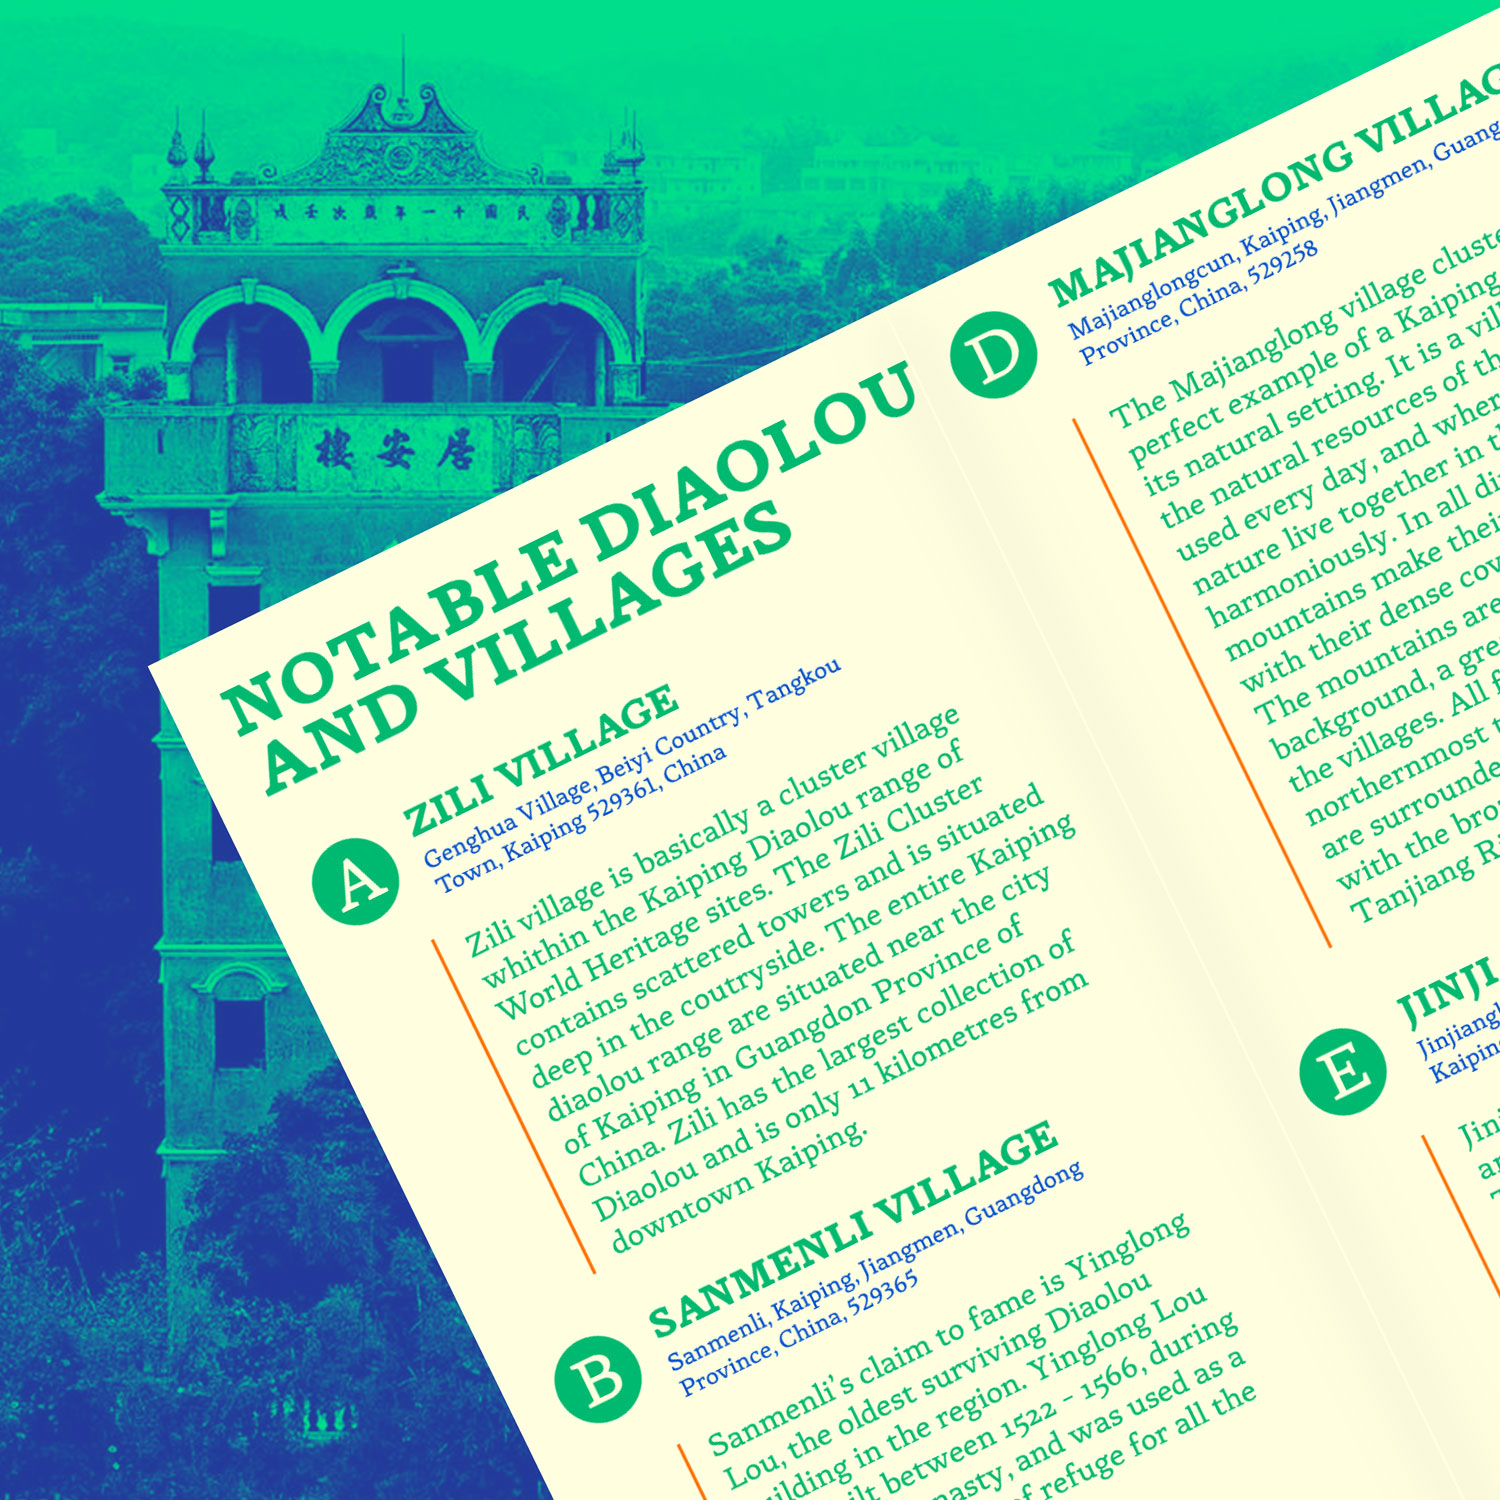 民國十一年歲次壬戌
居安樓
NOTABLE DIAOLOU
AND VILLAGES
A
ZILI VILLAGE
Genghua Village, Beiyi Country, Tangkou
Town, Kaiping 529361, China
Zili village is basically a cluster village
whithin the Kaiping Diaolou range of
World Heritage sites. The Zili Cluster
contains scattered towers and is situated
deep in the coutryside. The entire Kaiping
diaolou range are situated near the city
of Kaiping in Guangdon Province of
China. Zili has the largest collection of
Diaolou and is only 11 kilometres from
downtown Kaiping.
B
SANMENLI VILLAGE
Sanmenli, Kaiping, Jiangmen, Guangdong
Province, China, 529365
Sanmenli's claim to fame is Yinglong
Lou, the oldest surviving Diaolou
uilding in the region. Yinglong Lou
ilt between 1522 - 1566, during
nasty, and was used as a
of refuge for all the
D
MAJIANGLONG VILLAG
Majianglongcun, Kaiping, Jiangmen, Guang
Province, China, 529258
The Majianglong village cluste
perfect example of a Kaiping
its natural setting. It is a vil
the natural resources of th
used every day, and wher
nature live together in t
harmoniously. In all di
mountains make thei
with their dense cov
The mountains are
background, a gre
the villages. All f
northernmost t
are surrounde
with the bro
Tanjiang Ri
E
JINJI
Jinjiang
Kaiping
Jinj
an
T